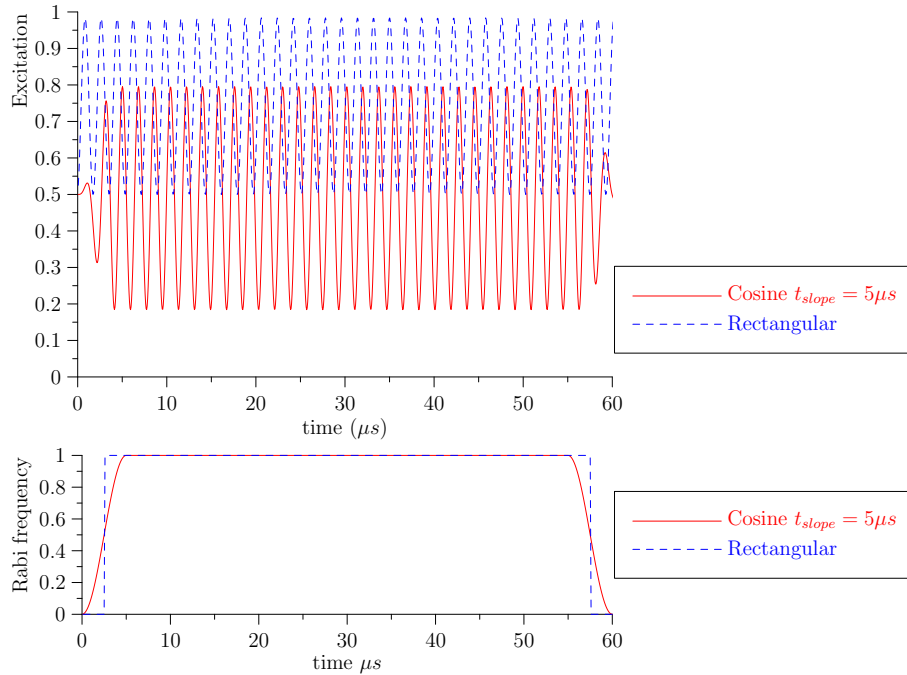 1
0.9
0.8
0.7
0.6
0.5
0.4
0.3
0.2
0.1
0
Excitation
0 10 20 30 40 50 60
time (μs)
Cosine t_slope = 5μs
Rectangular
1
0.8
0.6
0.4
0.2
0
Rabi frequency
0 10 20 30 40 50 60
time μs
Cosine t_slope = 5μs
Rectangular